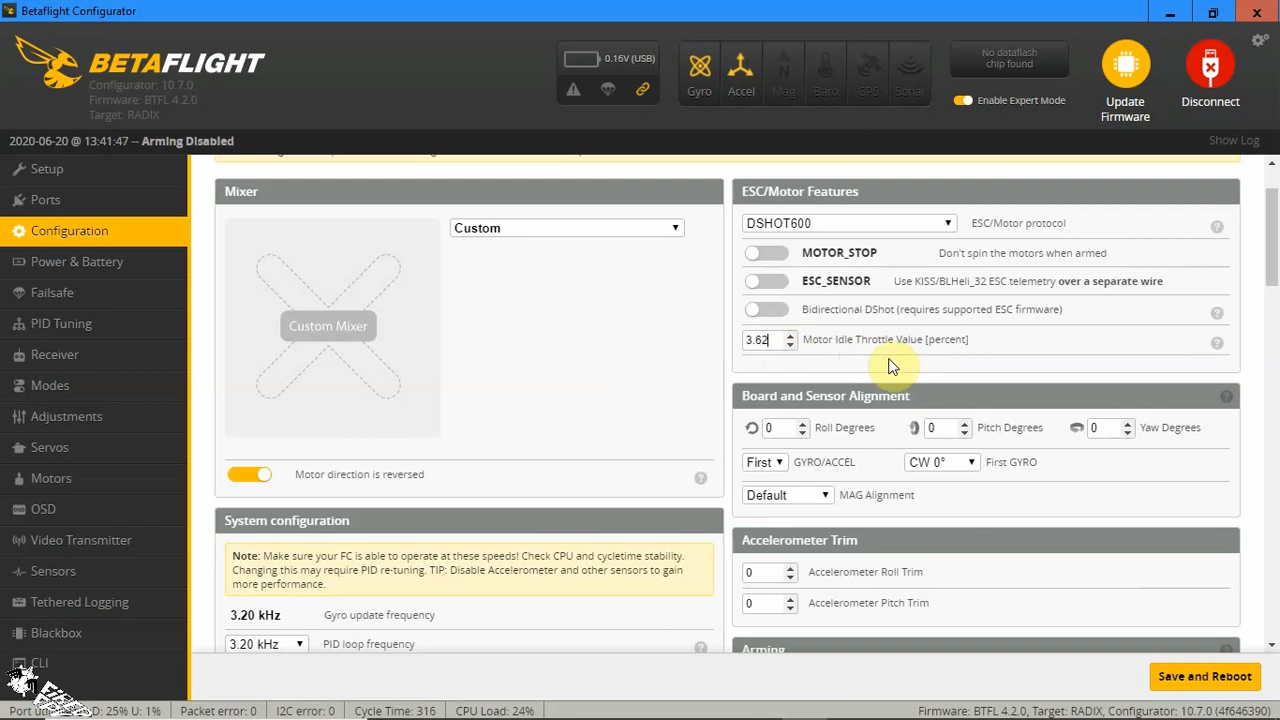 Betaflight Configurator
BETAFLIGHT
Configurator: 10.7.0
Firmware: BTFL 4.2.0
Target: RADIX
0.16V (USB)
Gyro
Accel
Mag
Baro
GPS
Sonar
No dataflash
chip found
Enable Expert Mode
Update
Firmware
Disconnect
2020-06-20 @ 13:41:47 -- Arming Disabled
Show Log
Setup
Ports
Configuration
Power & Battery
Failsafe
PID Tuning
Receiver
Modes
Adjustments
Servos
Motors
OSD
Video Transmitter
Sensors
Tethered Logging
Blackbox
CLI
Mixer
Custom
Custom Mixer
Motor direction is reversed
System configuration
Note: Make sure your FC is able to operate at these speeds! Check CPU and cycletime stability.
Changing this may require PID re-tuning. TIP: Disable Accelerometer and other sensors to gain
more performance.
3.20 kHz Gyro update frequency
3.20 kHz PID loop frequency
ESC/Motor Features
DSHOT600 ESC/Motor protocol
MOTOR_STOP Don't spin the motors when armed
ESC_SENSOR Use KISS/BLHeli_32 ESC telemetry over a separate wire
Bidirectional DShot (requires supported ESC firmware)
3.62 Motor Idle Throttle Value [percent]
Board and Sensor Alignment
0 Roll Degrees 0 Pitch Degrees 0 Yaw Degrees
First GYRO/ACCEL CW 0° First GYRO
Default MAG Alignment
Accelerometer Trim
0 Accelerometer Roll Trim
0 Accelerometer Pitch Trim
Arming
Save and Reboot
Port D: 25% U: 1% Packet error: 0 I2C error: 0 Cycle Time: 316 CPU Load: 24% Firmware: BTFL 4.2.0, Target: RADIX, Configurator: 10.7.0 (4f646390)